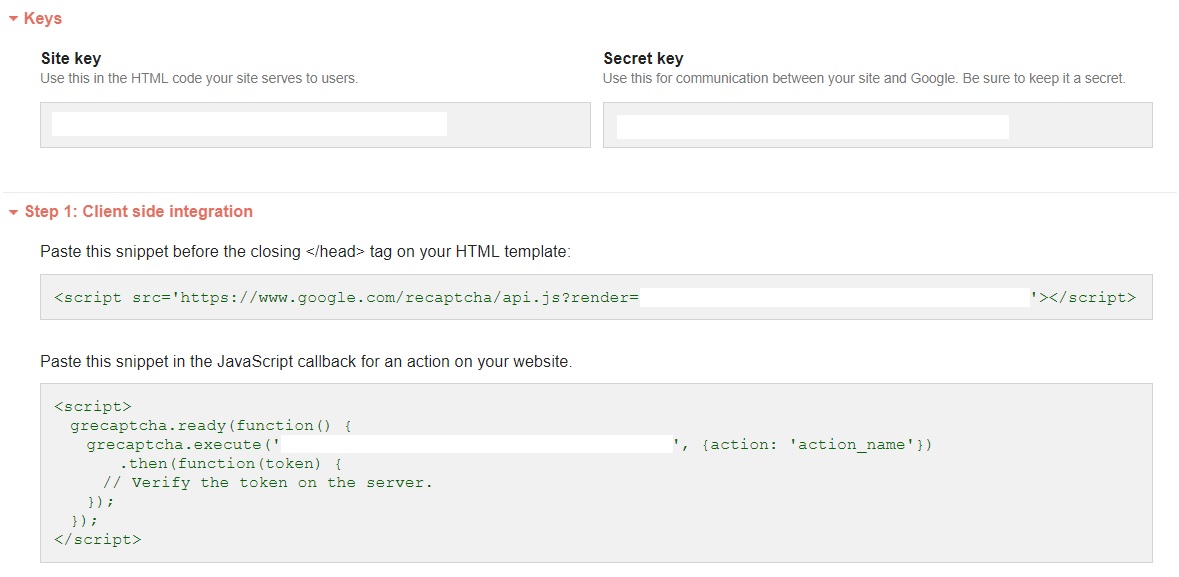 Keys
Site key
Use this in the HTML code your site serves to users.
Secret key
Use this for communication between your site and Google. Be sure to keep it a secret.
Step 1: Client side integration
Paste this snippet before the closing </head> tag on your HTML template:
<script src='https://www.google.com/recaptcha/api.js?render= '></script>
Paste this snippet in the JavaScript callback for an action on your website.
<script>
grecaptcha.ready(function() {
grecaptcha.execute(' ', {action: 'action_name'})
.then(function(token) {
// Verify the token on the server.
});
});
</script>